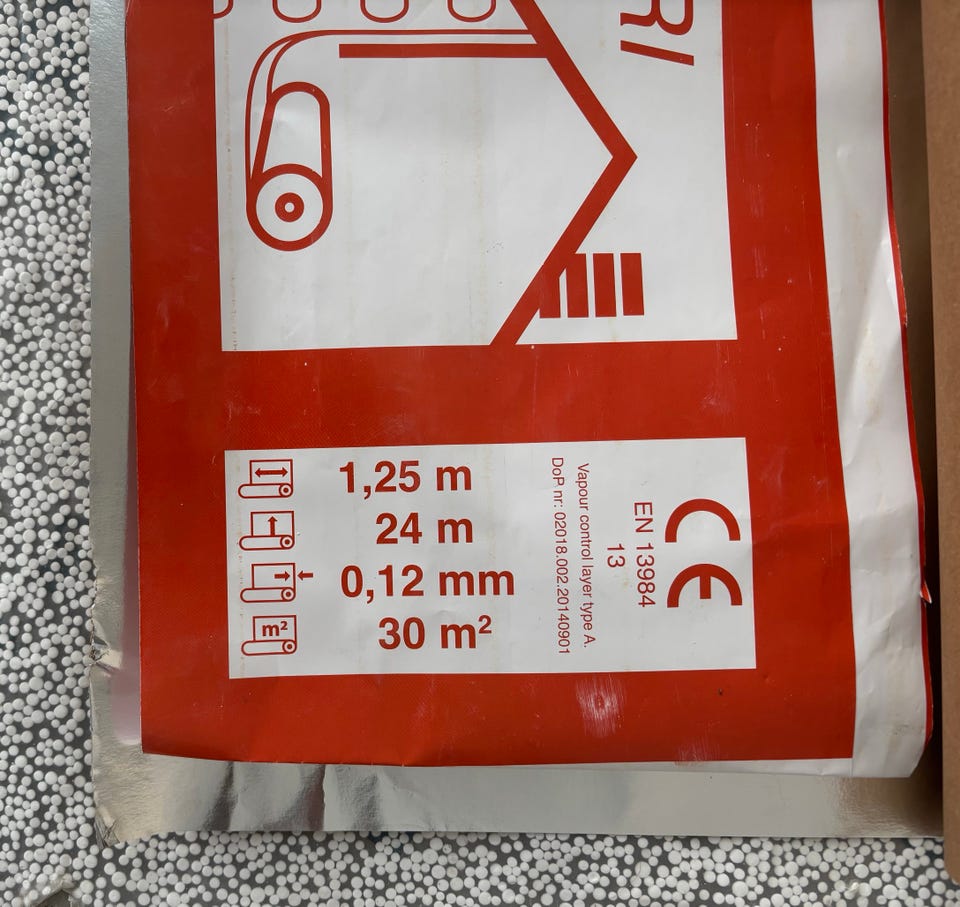 RI
1,25 m
24 m
0,12 mm
m² 30 m²
CE
EN 13984
13
Vapour control layer type A.
DoP nr: 02018.002.20140901